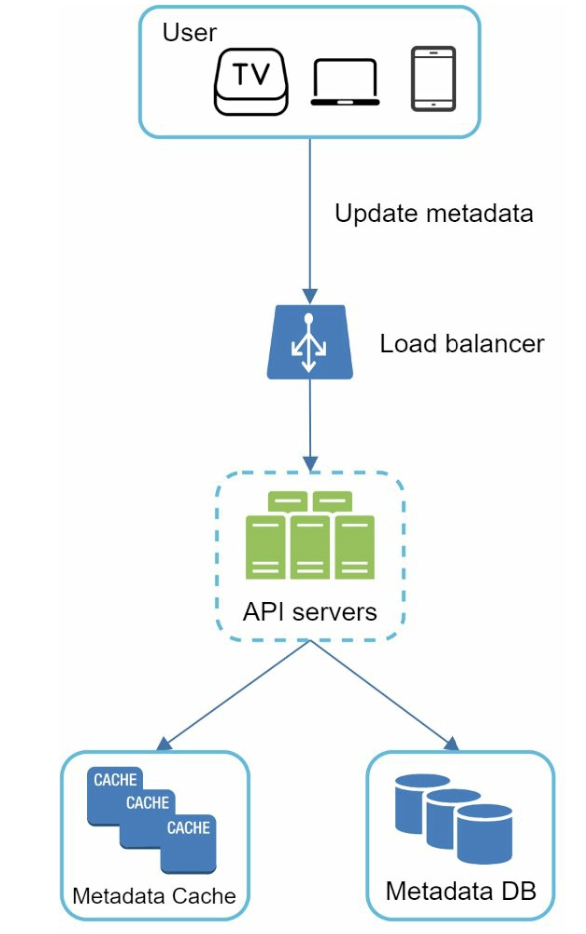 User
TV
Update metadata
Load balancer
API servers
CACHE
CACHE
CACHE
Metadata Cache
Metadata DB